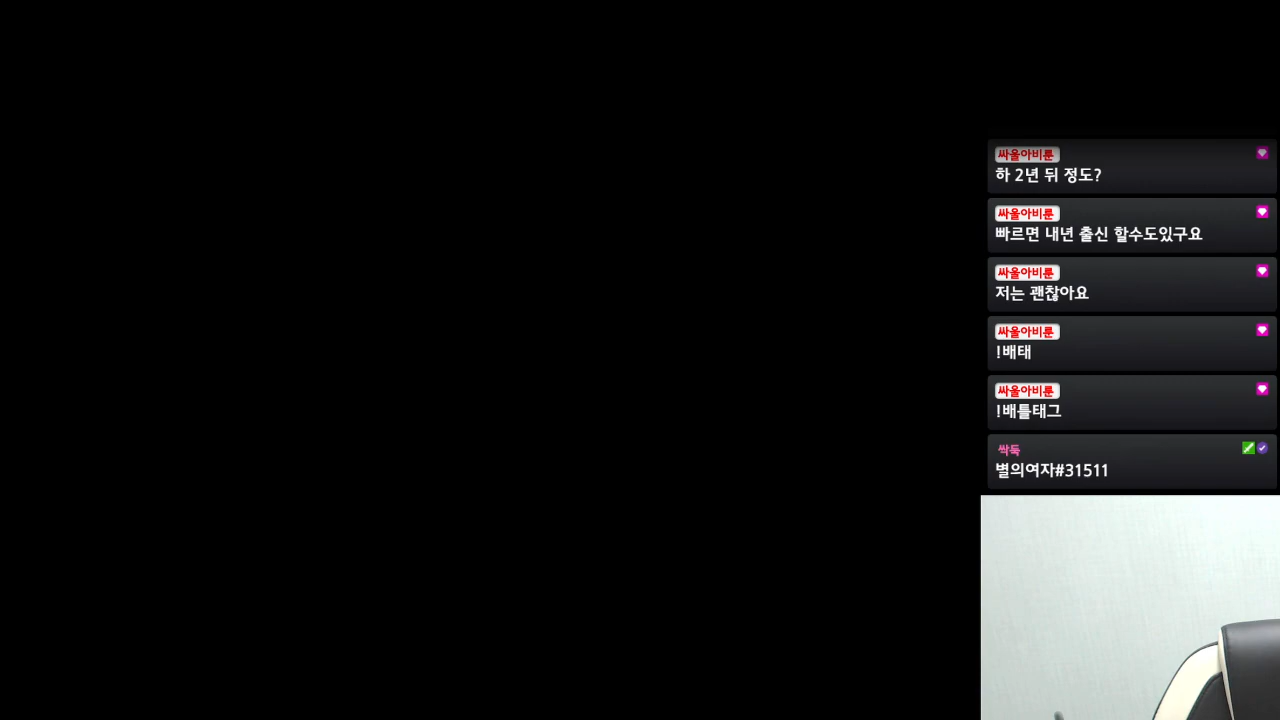 싸울아비룬
하 2년 뒤 정도?
싸울아비룬
빠르면 내년 출신 할수도있구요
싸울아비룬
저는 괜찮아요
싸울아비룬
!배태
싸울아비룬
!배틀태그
싹둑
별의여자#31511